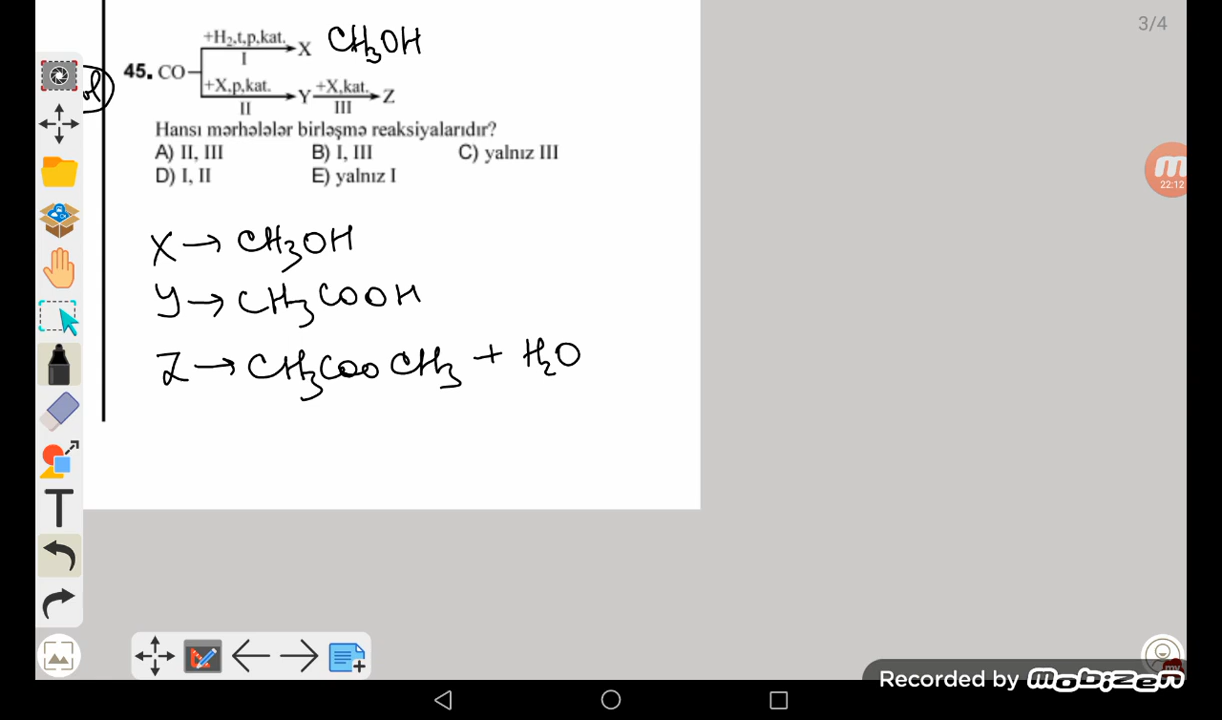 3/4
+H₂,t,p,kat. X CH₃OH
I
45. CO
+X,p,kat. Y +X,kat. Z
II III
Hansı mərhələlər birləşmə reaksiyalarıdır?
A) II, III B) I, III C) yalnız III
D) I, II E) yalnız I
X → CH₃OH
Y → CH₃COOH
Z → CH₃COOCH₃ + H₂O
22:12
T
Recorded by mobizen